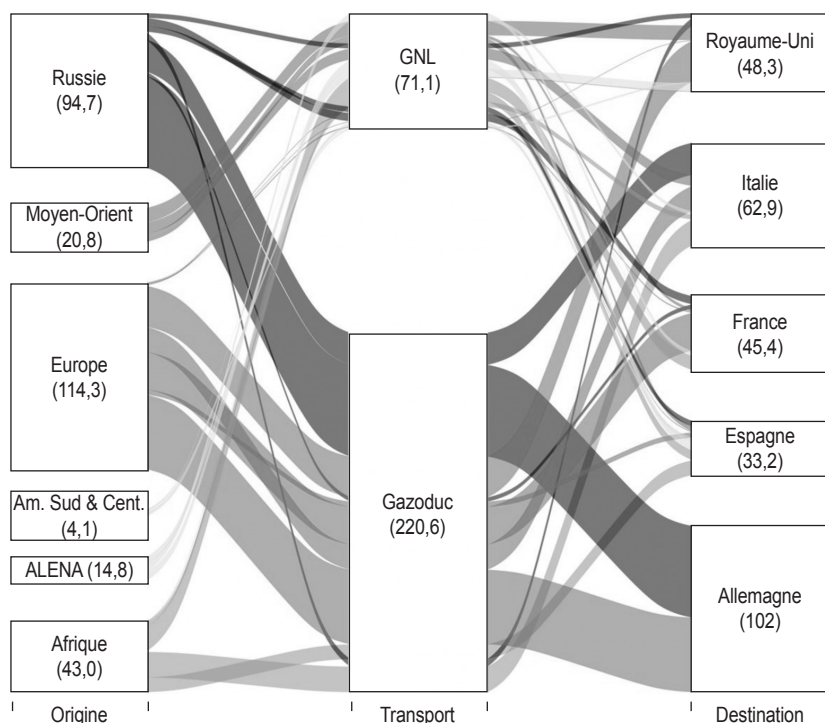 Russie
(94,7)
Moyen-Orient
(20,8)
Europe
(114,3)
Am. Sud & Cent.
(4,1)
ALENA (14,8)
Afrique
(43,0)
Origine
GNL
(71,1)
Gazoduc
(220,6)
Transport
Royaume-Uni
(48,3)
Italie
(62,9)
France
(45,4)
Espagne
(33,2)
Allemagne
(102)
Destination